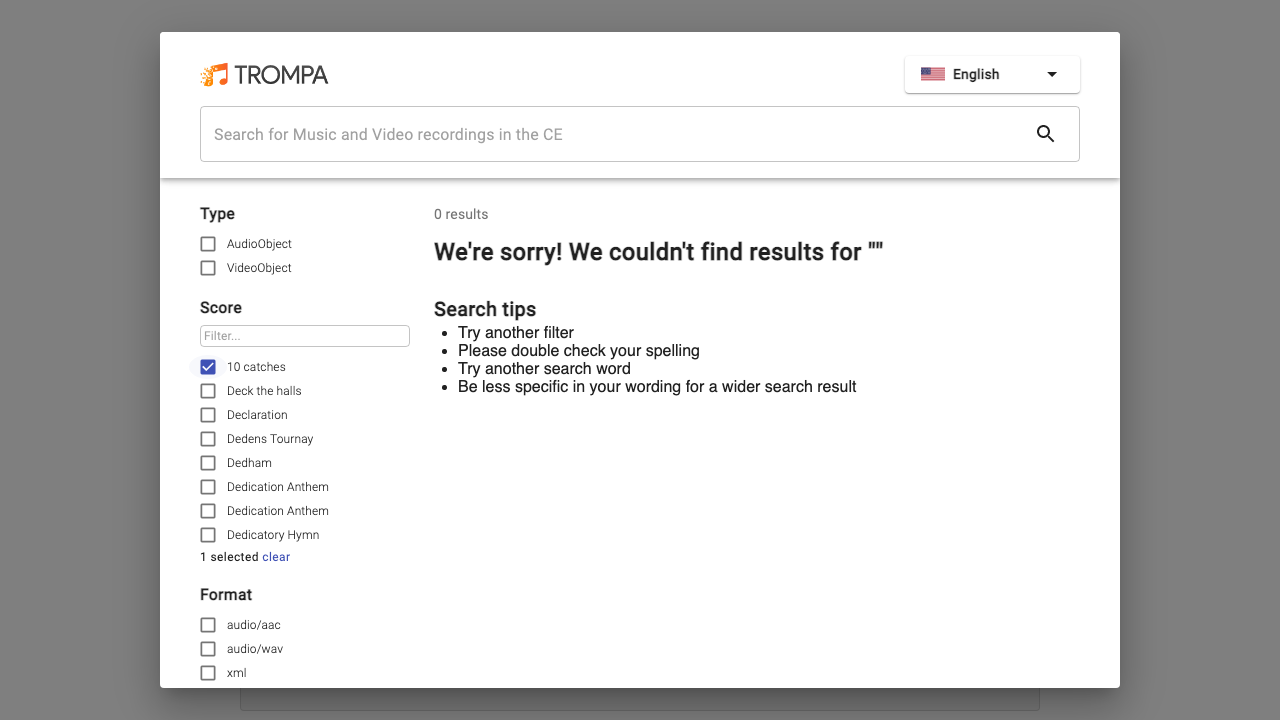 TROMPA
English
Search for Music and Video recordings in the CE
Type
AudioObject
VideoObject
Score
Filter...
10 catches
Deck the halls
Declaration
Dedens Tournay
Dedham
Dedication Anthem
Dedication Anthem
Dedicatory Hymn
1 selected clear
Format
audio/aac
audio/wav
xml
0 results
We're sorry! We couldn't find results for ""
Search tips
Try another filter
Please double check your spelling
Try another search word
Be less specific in your wording for a wider search result